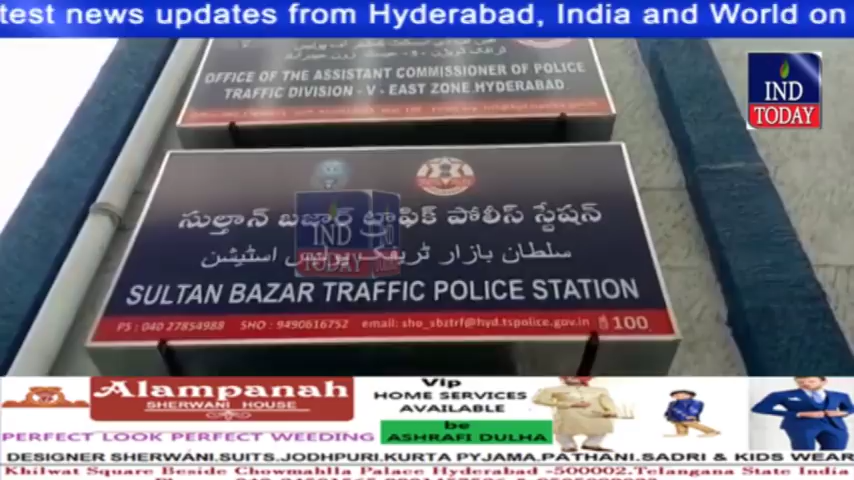 test news updates from Hyderabad, India and World on
OFFICE OF THE ASSISTANT COMMISSIONER OF POLICE
TRAFFIC DIVISION - V - EAST ZONE, HYDERABAD
IND
TODAY
సుల్తాన్ బజార్ ట్రాఫిక్ పోలీస్ స్టేషన్
سلطان بازار ٹریفک پولیس اسٹیشن
IND
TODAY
SULTAN BAZAR TRAFFIC POLICE STATION
PS : 040 27854988 SHO : 9490616752 email: sho_sbztrf@hyd.tspolice.gov.in 100
Alampanah
SHERWANI HOUSE
Vip
HOME SERVICES
AVAILABLE
be
ASHRAFI DULHA
PERFECT LOOK PERFECT WEEDING
DESIGNER SHERWANI.SUITS.JODHPURI.KURTA PYJAMA.PATHANI.SADRI & KIDS WEAR
Khilwat Square Beside Chowmahlla Palace Hyderabad -500002.Telangana State India